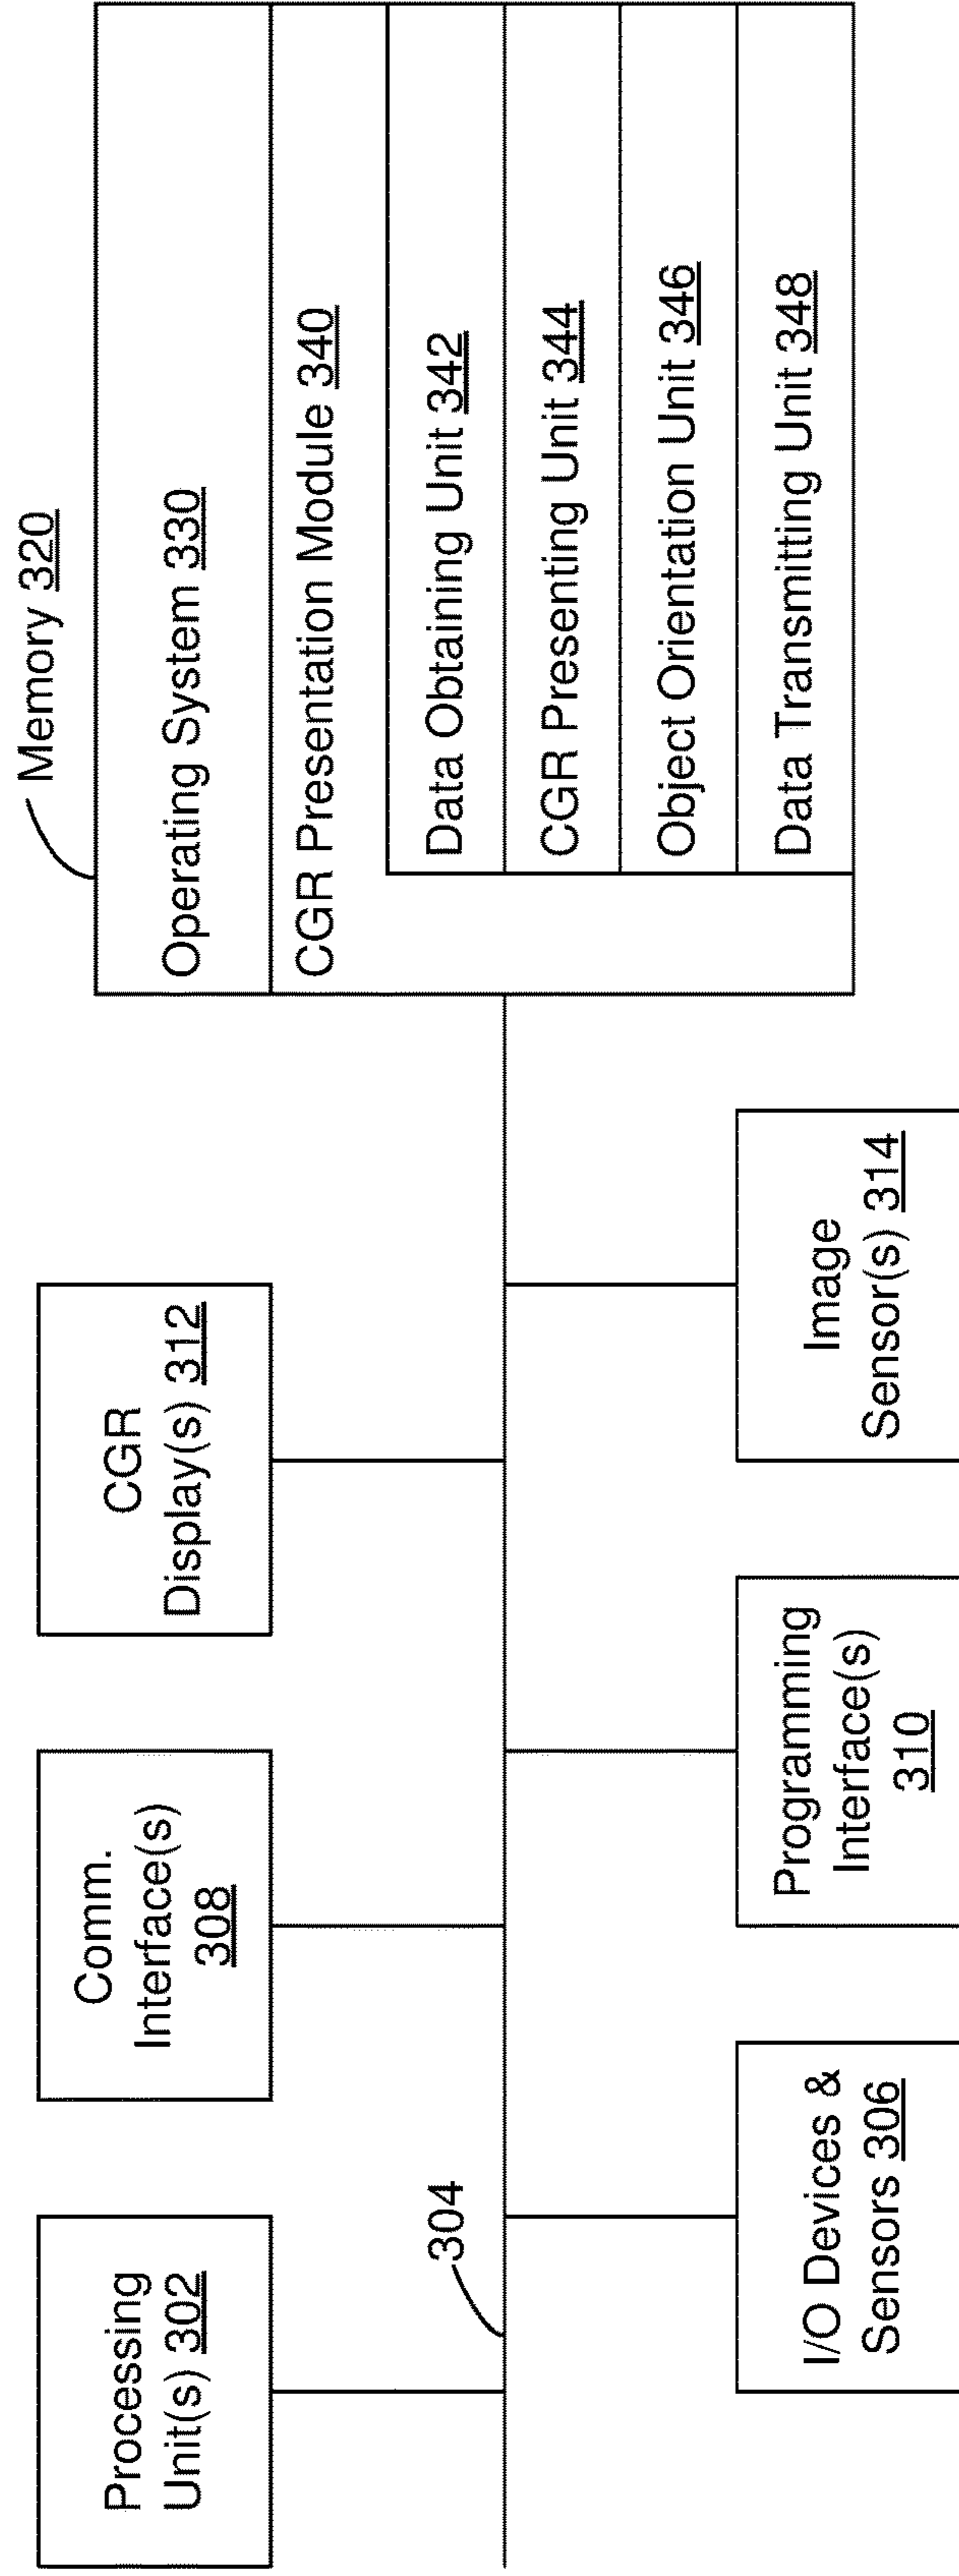 Memory 320
Processing
Unit(s) 302
Comm.
Interface(s)
308
CGR
Display(s) 312
Operating System 330
CGR Presentation Module 340
Data Obtaining Unit 342
CGR Presenting Unit 344
Object Orientation Unit 346
Data Transmitting Unit 348
304
I/O Devices &
Sensors 306
Programming
Interface(s)
310
Image
Sensor(s) 314